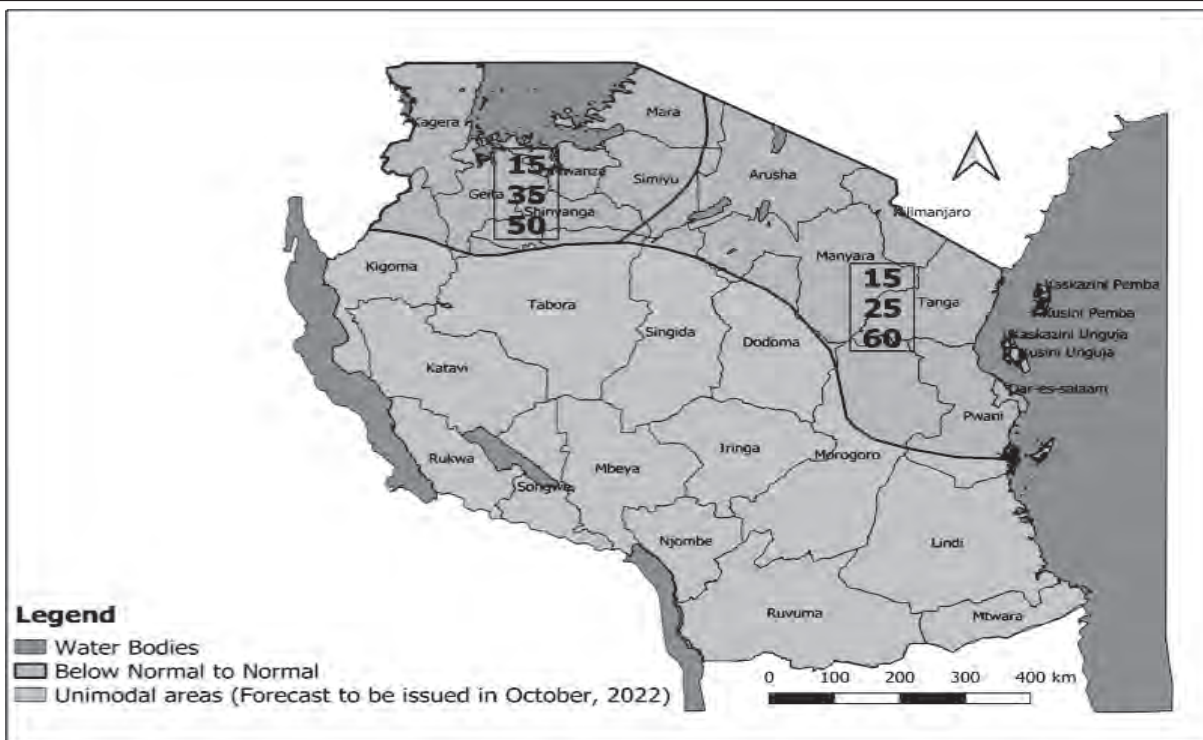 Mara
Kagera
15
Mwanza
Simiyu
Arusha
Geita
35
Shinyanga
Kilimanjaro
50
Kigoma
Manyara
15
Kaskazini Pemba
Tabora
25
Tanga
Kusini Pemba
Singida
Dodoma
60
Kaskazini Unguja
Kusini Unguja
Katavi
Dar-es-salaam
Pwani
Rukwa
Mbeya
Iringa
Morogoro
Songwe
Njombe
Lindi
Ruvuma
Mtwara
Legend
Water Bodies
Below Normal to Normal
Unimodal areas (Forecast to be issued in October, 2022)
0 100 200 300 400 km